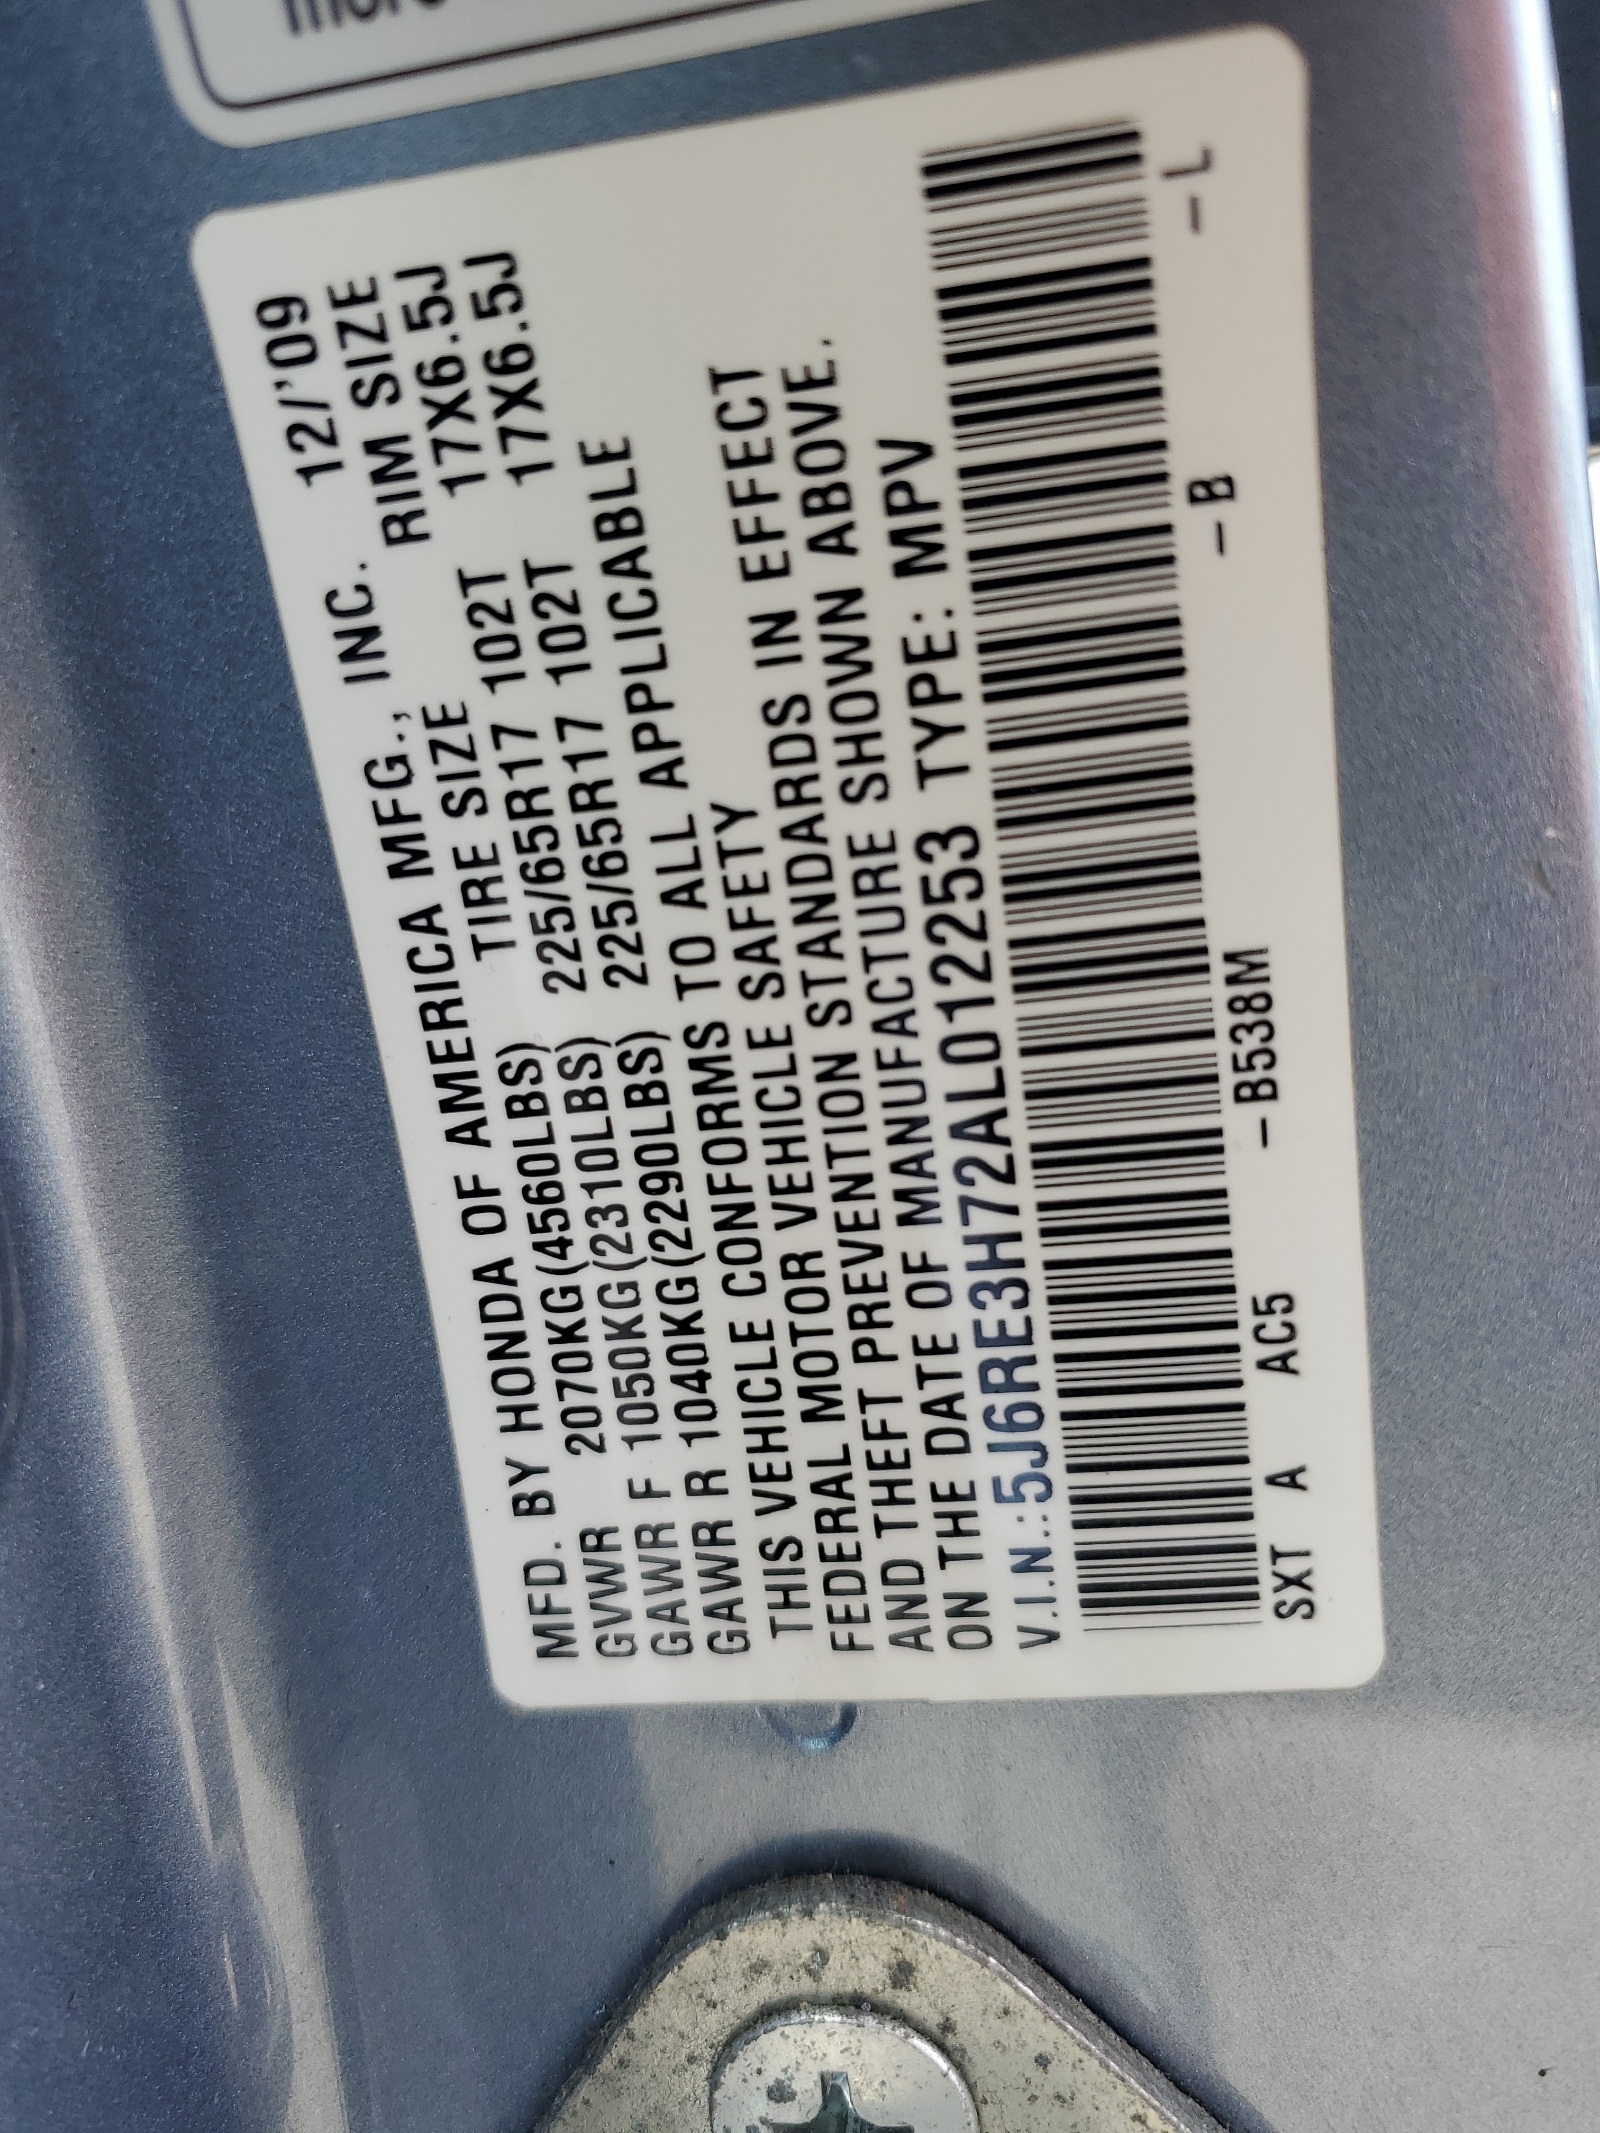 MFD. BY HONDA OF AMERICA MFG., INC. 12/'09
TIRE SIZE RIM SIZE
GVWR 2070KG(4560LBS)
GAWR F 1050KG(2310LBS) 225/65R17 102T 17X6.5J
GAWR R 1040KG(2290LBS) 225/65R17 102T 17X6.5J
THIS VEHICLE CONFORMS TO ALL APPLICABLE
FEDERAL MOTOR VEHICLE SAFETY
AND THEFT PREVENTION STANDARDS IN EFFECT
ON THE DATE OF MANUFACTURE SHOWN ABOVE.
V.I.N.:5J6RE3H72AL012253 TYPE: MPV
SXT A AC5 -B538M -B -L